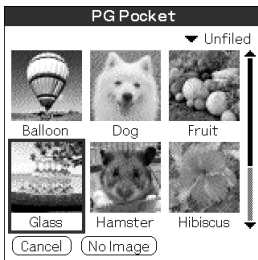 PG Pocket
Unfiled
Balloon Dog Fruit
Glass Hamster Hibiscus
Cancel No Image